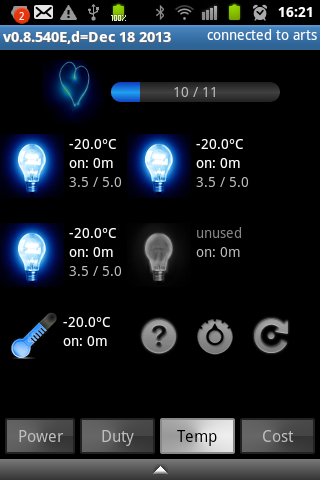 2
100%
16:21
v0.8.540E,d=Dec 18 2013
connected to arts
10 / 11
-20.0°C
on: 0m
3.5 / 5.0
-20.0°C
on: 0m
3.5 / 5.0
-20.0°C
on: 0m
3.5 / 5.0
unused
on: 0m
-20.0°C
on: 0m
?
Power
Duty
Temp
Cost